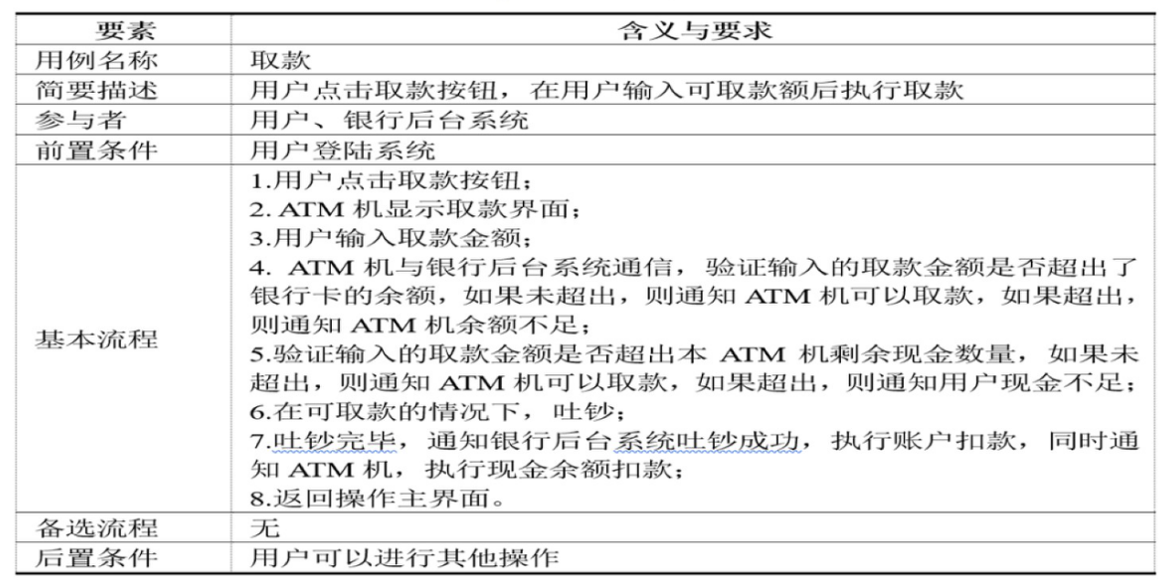 要素 含义与要求
用例名称 取款
简要描述 用户点击取款按钮，在用户输入可取款额后执行取款
参与者 用户、银行后台系统
前置条件 用户登陆系统
基本流程
1.用户点击取款按钮；
2. ATM 机显示取款界面；
3.用户输入取款金额；
4. ATM 机与银行后台系统通信，验证输入的取款金额是否超出了
银行卡的余额，如果未超出，则通知 ATM 机可以取款，如果超出，
则通知 ATM 机余额不足；
5.验证输入的取款金额是否超出本 ATM 机剩余现金数量，如果未
超出，则通知 ATM 机可以取款，如果超出，则通知用户现金不足；
6.在可取款的情况下，吐钞；
7.吐钞完毕，通知银行后台系统吐钞成功，执行账户扣款，同时通
知 ATM 机，执行现金余额扣款；
8.返回操作主界面。
备选流程 无
后置条件 用户可以进行其他操作